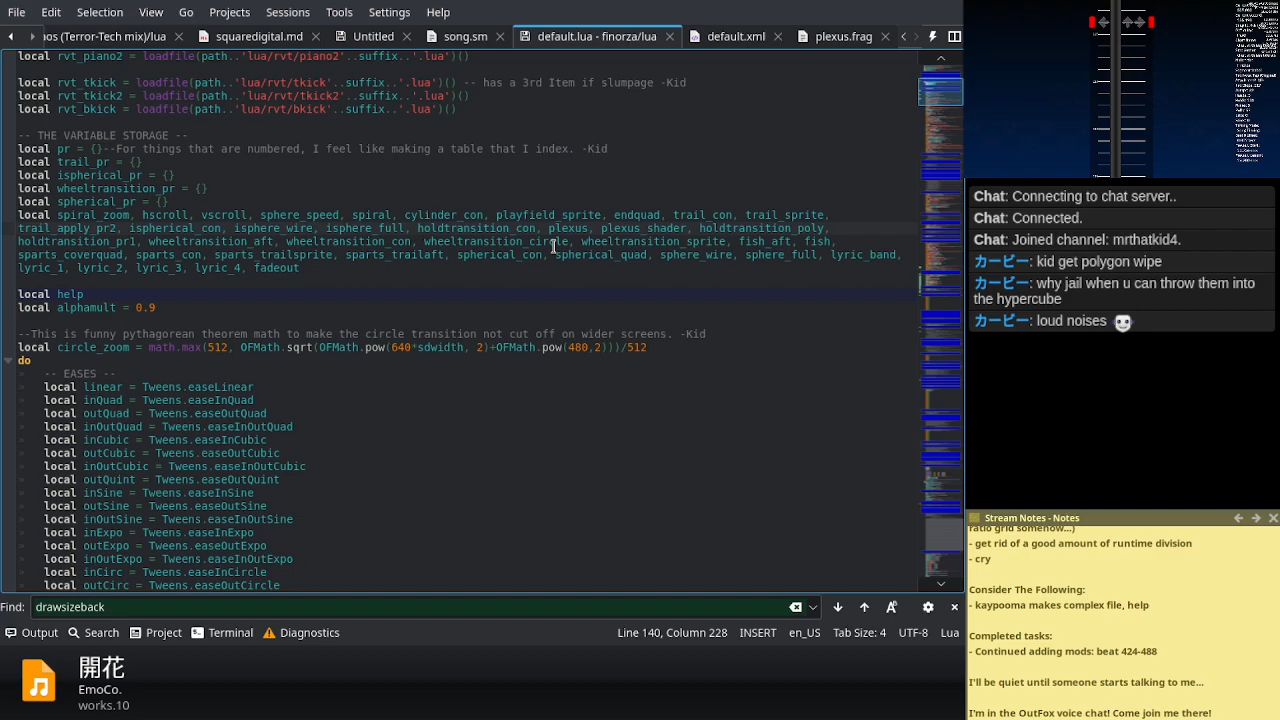 File Edit Selection View Go Projects Sessions Tools Settings Help
os (Terror-Tech mix)/lua squaredigital.md Untitled * song.sm default.lua - finorza/lua default.xml plexus.frag
local rvt_piano2 = loadfile(path..'lua/rvt/piano2'..suffix..'.lua')()
local rvt_tkick = loadfile(path..'lua/rvt/tkick'..suffix..'.lua') -- has a 3rd Item if slumpage -Kid
local rvt_tkick2 = loadfile(path..'lua/rvt/tkick2'..suffix..'.lua')()
local rvt_bkick = loadfile(path..'lua/rvt/bkick'..suffix..'.lua')()
-- THE VARIABLE STORAGE --
local pr = {}--For things that are numbered, I feel like making a table that I index. -Kid
local trail_pr = {}
local ispherical_pr = {}
local wheeltransition_pr = {}
local spherical_pr = {}
local spiral_zoom, hscroll, vscroll, sphere_speed, spiral, cylinder_con, playfield_sprite, endquad, trail_con, trail_sprite,
trail_apply_pr2, ispherical_con, sphere_wire, sphere_full, holdtransition_con, plexus, plexus_shader, holdtransition_poly,
holdtransition_pr1, wheeltransition_aft, wheeltransition_con, wheeltransition_circle, wheeltransition_sprite, fish_aft, fish,
sparts_coverquad, sparts_con, sparts_trailsprite, sparts_trailaft, spherical_con, spherical_quad, sphere_wire, sphere_full, lyric_band,
lyric_1, lyric_2, lyric_3, lyric_4, fadeout
local help
local alphamult = 0.9
--This is funny pythagorean theorem math to make the circle transition not cut off on wider screens. -Kid
local circle_zoom = math.max(512, OFMath.sqrt(OFMath.pow(640*sdwidth, 2)+OFMath.pow(480,2)))/512
do
-- EASES --
local linear = Tweens.easeLinear
local inQuad = Tweens.easeInQuad
local outQuad = Tweens.easeOutQuad
local inOutQuad = Tweens.easeInOutQuad
local inCubic = Tweens.easeInCubic
local outCubic = Tweens.easeOutCubic
local inOutCubic = Tweens.easeInOutCubic
local outQuint = Tweens.easeOutQuint
local inSine = Tweens.easeInSine
local outSine = Tweens.easeOutSine
local inOutSine = Tweens.easeInOutSine
local inExpo = Tweens.easeInExpo
local outExpo = Tweens.easeOutExpo
local inOutExpo = Tweens.easeInOutExpo
local inCirc = Tweens.easeInCircle
local outCirc = Tweens.easeOutCircle
Find: drawsizeback
Output Search Project Terminal Diagnostics Line 140, Column 228 INSERT en_US Tab Size: 4 UTF-8 Lua
開花
EmoCo.
works.10
Chat: Connecting to chat server..
Chat: Connected.
Chat: Joined channel: mrthatkid4.
カービー: kid get polygon wipe
カービー: why jail when u can throw them into
the hypercube
カービー: loud noises
Stream Notes - Notes
ratio grid somehow...)
- get rid of a good amount of runtime division
- cry
Consider The Following:
- kaypooma makes complex file, help
Completed tasks:
- Continued adding mods: beat 424-488
I'll be quiet until someone starts talking to me...
I'm in the OutFox voice chat! Come join me there!